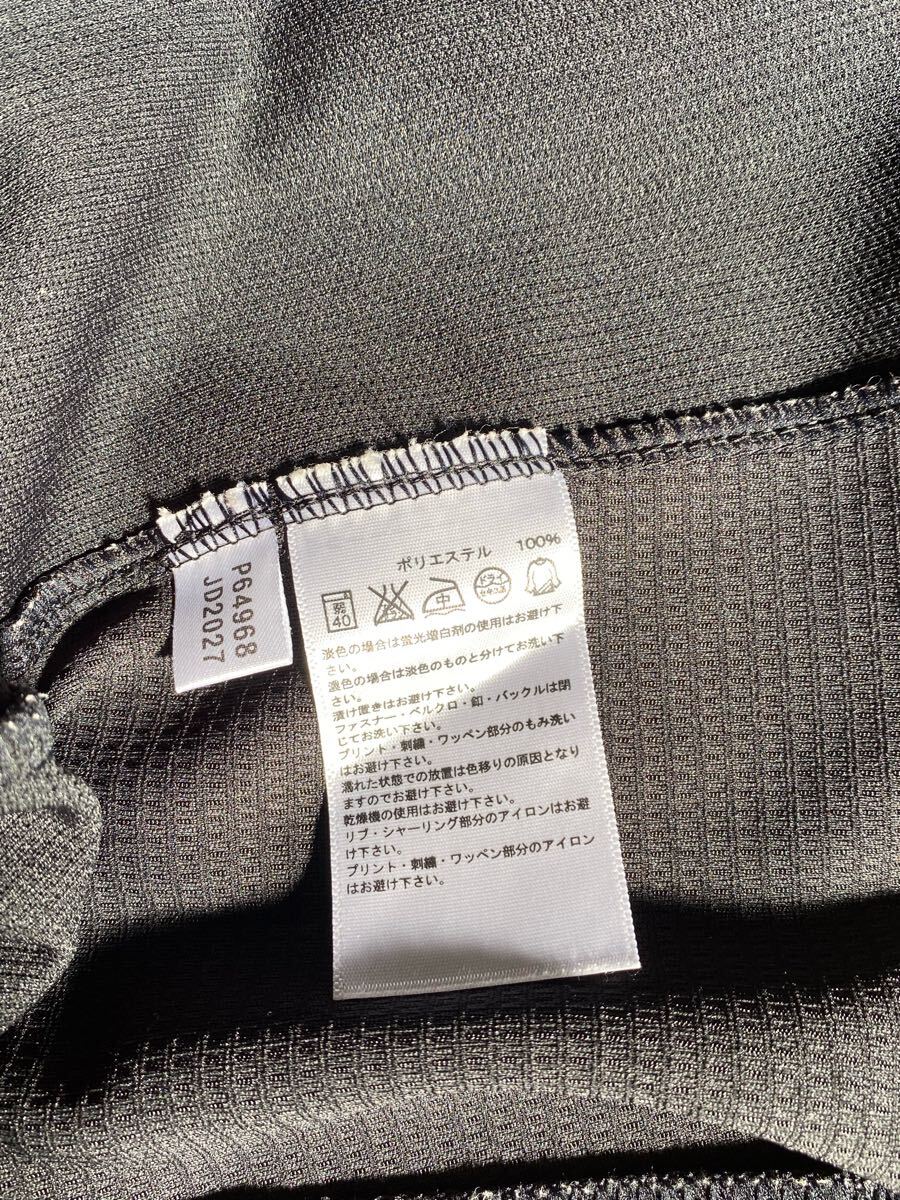 P64968
JD2027
ポリエステル 100%
40
中
ドライ
セキユ系
淡色の場合は蛍光増白剤の使用はお避け下
さい。
濃色の場合は淡色のものと分けてお洗い下
さい。
漬け置きはお避け下さい。
ファスナー・ベルクロ・釦・バックルは閉
じてお洗い下さい。
プリント・刺繍・ワッペン部分のもみ洗い
はお避け下さい。
濡れた状態での放置は色移りの原因となり
ますのでお避け下さい。
乾燥機の使用はお避け下さい。
リブ・シャーリング部分のアイロンはお避
け下さい。
プリント・刺繍・ワッペン部分のアイロン
はお避け下さい。